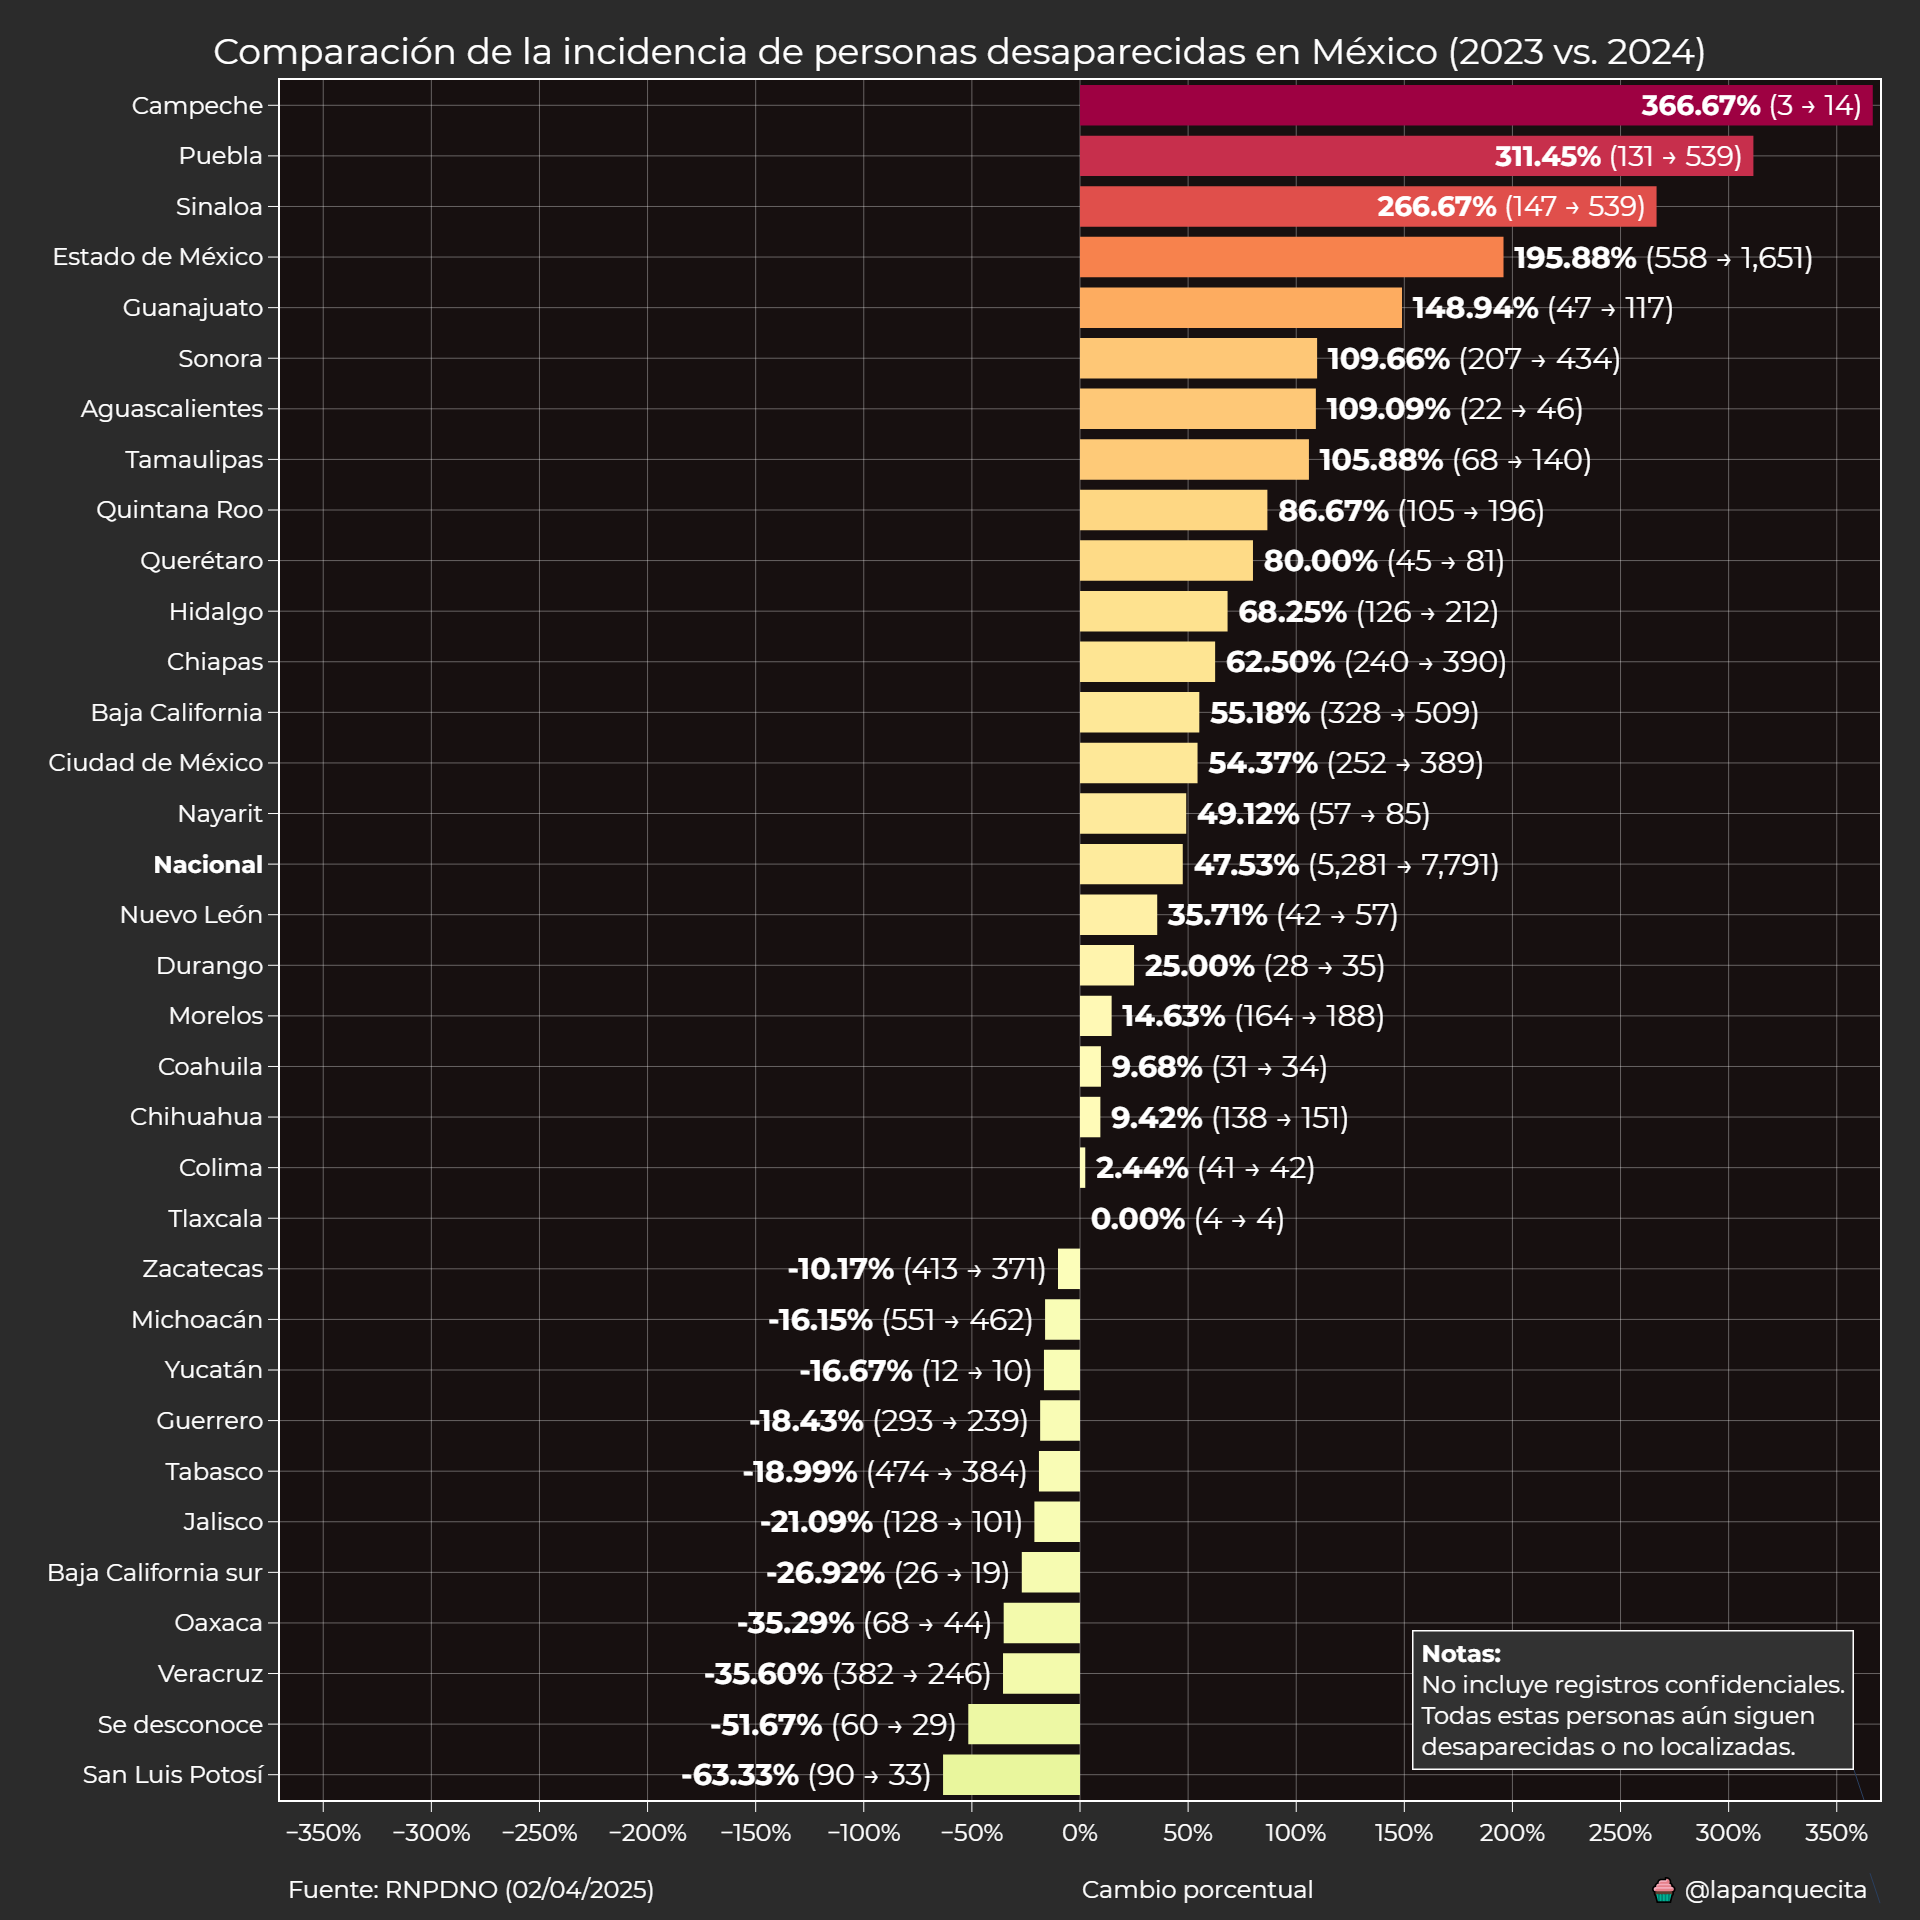 Comparación de la incidencia de personas desaparecidas en México (2023 vs. 2024)
Campeche 366.67% (3 → 14)
Puebla 311.45% (131 → 539)
Sinaloa 266.67% (147 → 539)
Estado de México 195.88% (558 → 1,651)
Guanajuato 148.94% (47 → 117)
Sonora 109.66% (207 → 434)
Aguascalientes 109.09% (22 → 46)
Tamaulipas 105.88% (68 → 140)
Quintana Roo 86.67% (105 → 196)
Querétaro 80.00% (45 → 81)
Hidalgo 68.25% (126 → 212)
Chiapas 62.50% (240 → 390)
Baja California 55.18% (328 → 509)
Ciudad de México 54.37% (252 → 389)
Nayarit 49.12% (57 → 85)
Nacional 47.53% (5,281 → 7,791)
Nuevo León 35.71% (42 → 57)
Durango 25.00% (28 → 35)
Morelos 14.63% (164 → 188)
Coahuila 9.68% (31 → 34)
Chihuahua 9.42% (138 → 151)
Colima 2.44% (41 → 42)
Tlaxcala 0.00% (4 → 4)
Zacatecas -10.17% (413 → 371)
Michoacán -16.15% (551 → 462)
Yucatán -16.67% (12 → 10)
Guerrero -18.43% (293 → 239)
Tabasco -18.99% (474 → 384)
Jalisco -21.09% (128 → 101)
Baja California sur -26.92% (26 → 19)
Oaxaca -35.29% (68 → 44)
Veracruz -35.60% (382 → 246)
Se desconoce -51.67% (60 → 29)
San Luis Potosí -63.33% (90 → 33)
Notas:
No incluye registros confidenciales.
Todas estas personas aún siguen
desaparecidas o no localizadas.
−350% −300% −250% −200% −150% −100% −50% 0% 50% 100% 150% 200% 250% 300% 350%
Fuente: RNPDNO (02/04/2025) Cambio porcentual @lapanquecita